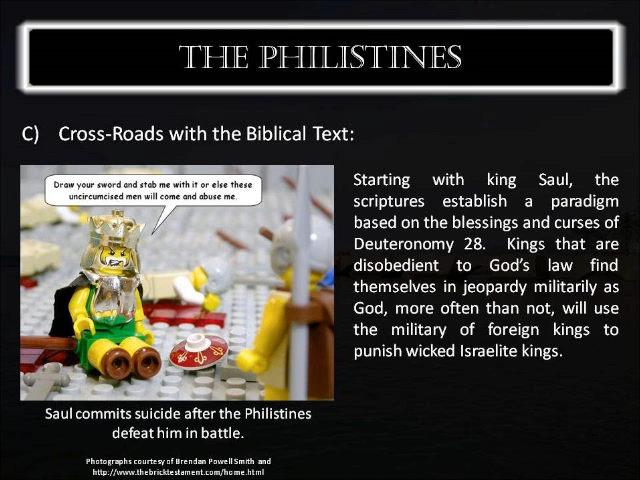 THE PHILISTINES
C) Cross-Roads with the Biblical Text:
Draw your sword and stab me with it or else these
uncircumcised men will come and abuse me.
Starting with king Saul, the
scriptures establish a paradigm
based on the blessings and curses of
Deuteronomy 28. Kings that are
disobedient to God's law find
themselves in jeopardy militarily as
God, more often than not, will use
the military of foreign kings to
punish wicked Israelite kings.
Saul commits suicide after the Philistines
defeat him in battle.
Photographs courtesy of Brendan Powell Smith and
http://www.thebricktestament.com/home.html